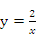 y = 2/x